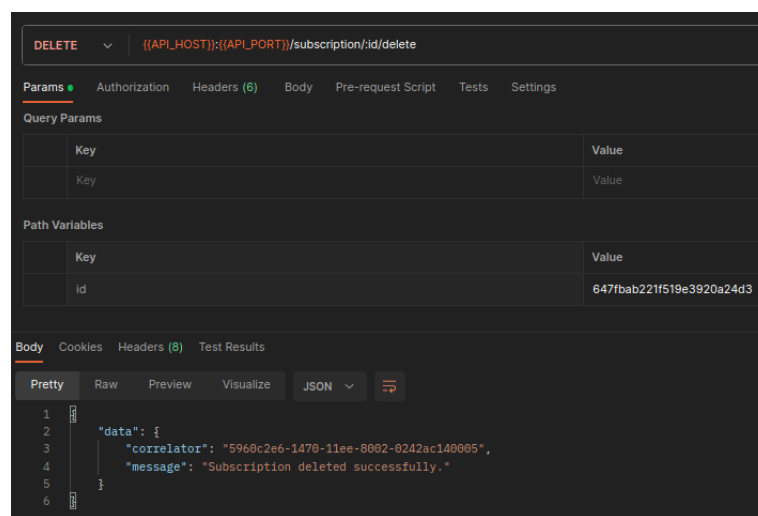 DELETE {{API_HOST}}:{{API_PORT}}/subscription/:id/delete
Params Authorization Headers (6) Body Pre-request Script Tests Settings
Query Params
Key Value
Key Value
Path Variables
Key Value
id 647fbab221f519e3920a24d3
Body Cookies Headers (8) Test Results
Pretty Raw Preview Visualize JSON
1 {
2 "data": {
3 "correlator": "5960c2e6-1470-11ee-8002-0242ac140005",
4 "message": "Subscription deleted successfully."
5 }
6 }